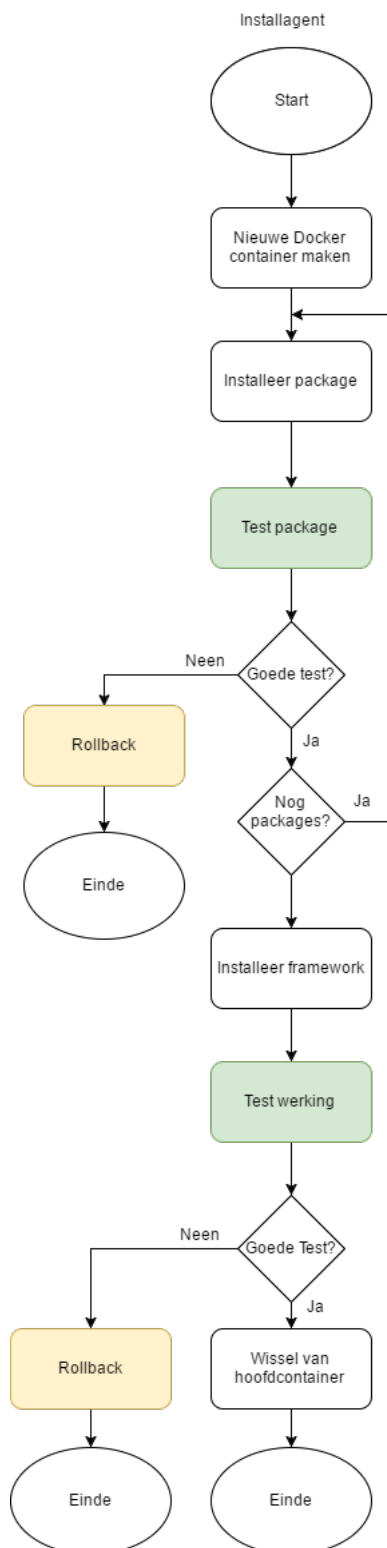 Installagent
Start
Nieuwe Docker
container maken
Installeer package
Test package
Neen
Goede test?
Rollback
Ja
Nog
packages?
Ja
Einde
Installeer framework
Test werking
Neen
Goede Test?
Ja
Rollback
Wissel van
hoofdcontainer
Einde
Einde